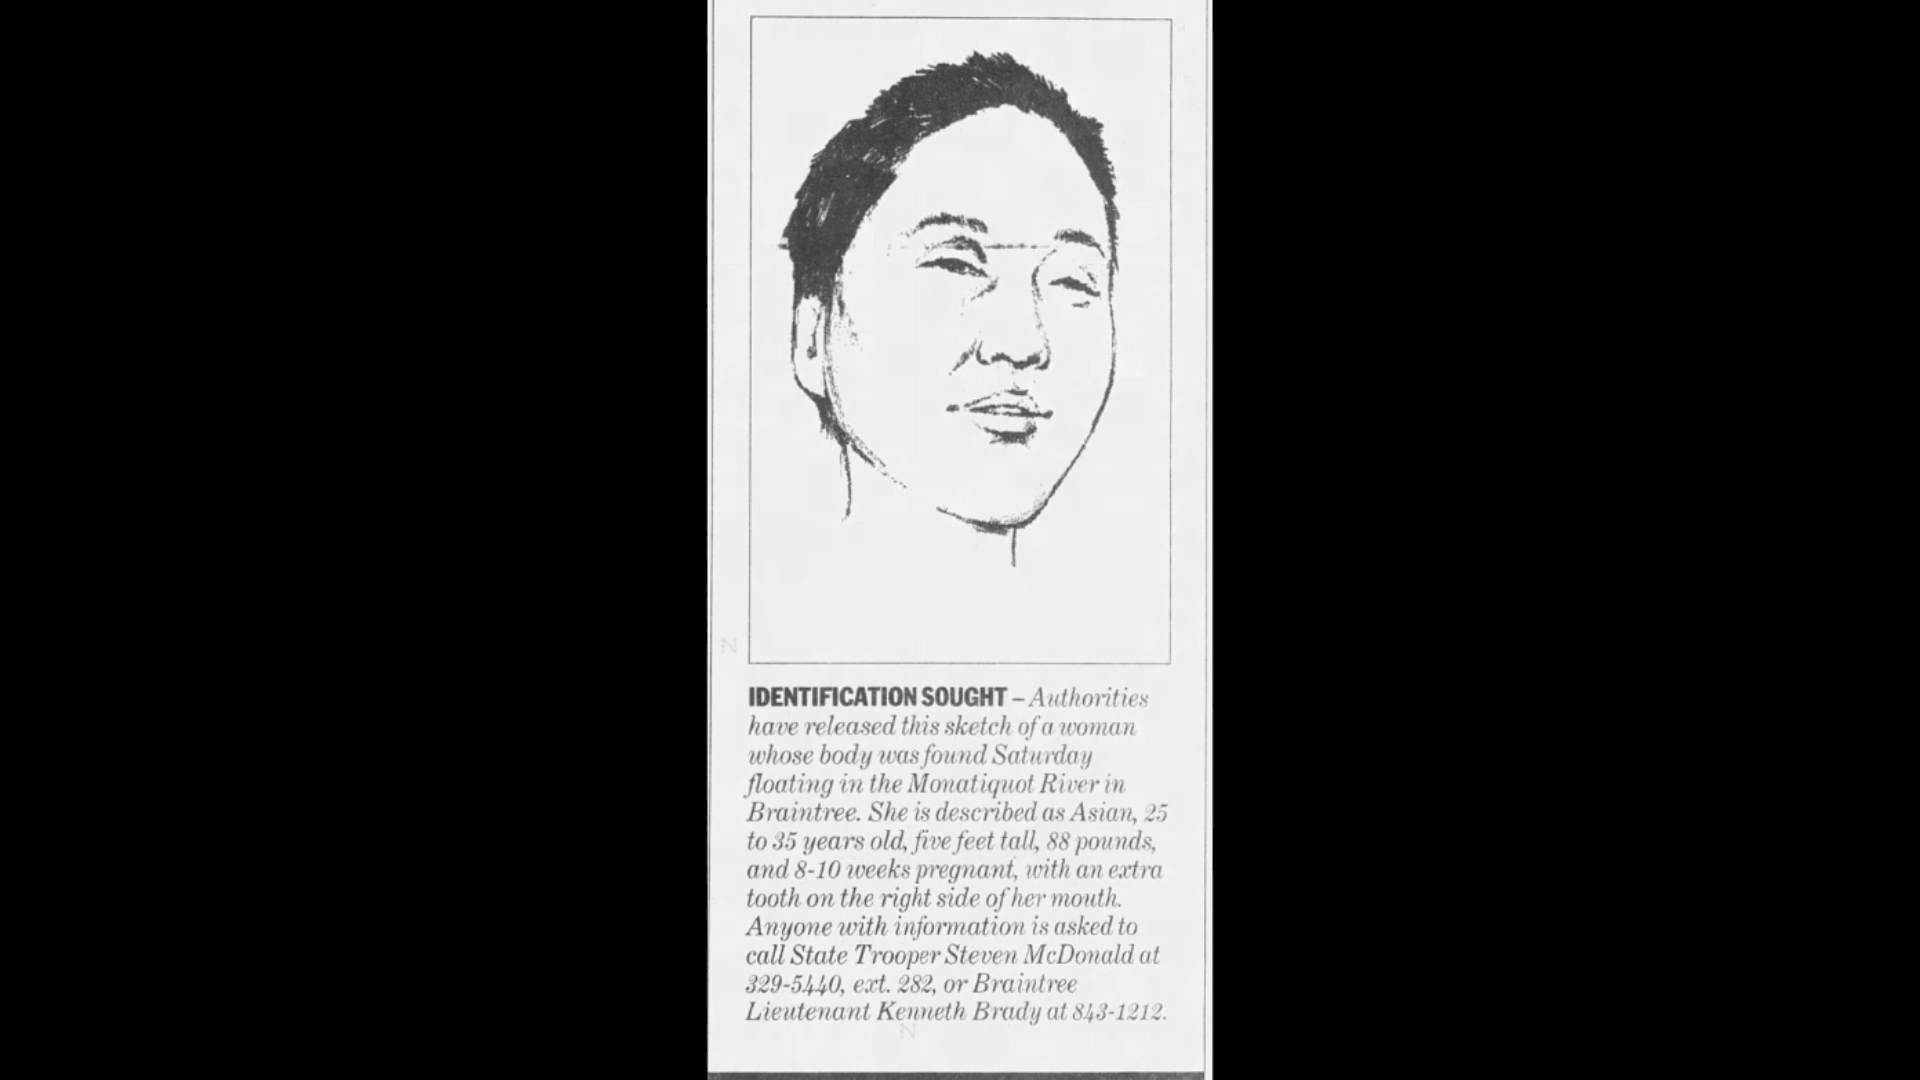 IDENTIFICATION SOUGHT – Authorities
have released this sketch of a woman
whose body was found Saturday
floating in the Monatiquot River in
Braintree. She is described as Asian, 25
to 35 years old, five feet tall, 88 pounds,
and 8-10 weeks pregnant, with an extra
tooth on the right side of her mouth.
Anyone with information is asked to
call State Trooper Steven McDonald at
329-5440, ext. 282, or Braintree
Lieutenant Kenneth Brady at 843-1212.